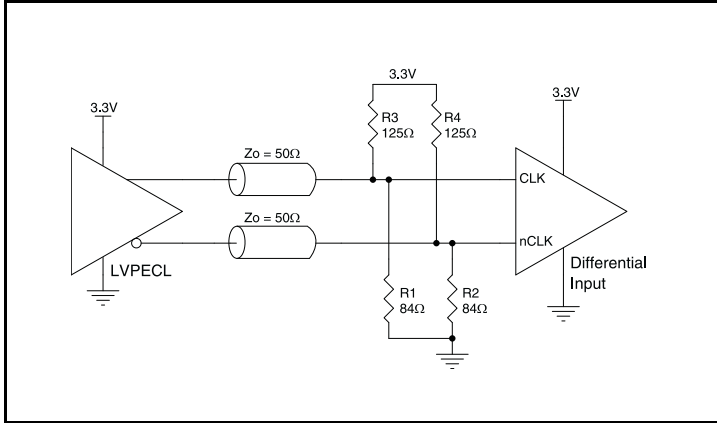 3.3V
3.3V
3.3V
R3
125Ω
R4
125Ω
Zo = 50Ω
CLK
Zo = 50Ω
nCLK
LVPECL
Differential
Input
R1
84Ω
R2
84Ω